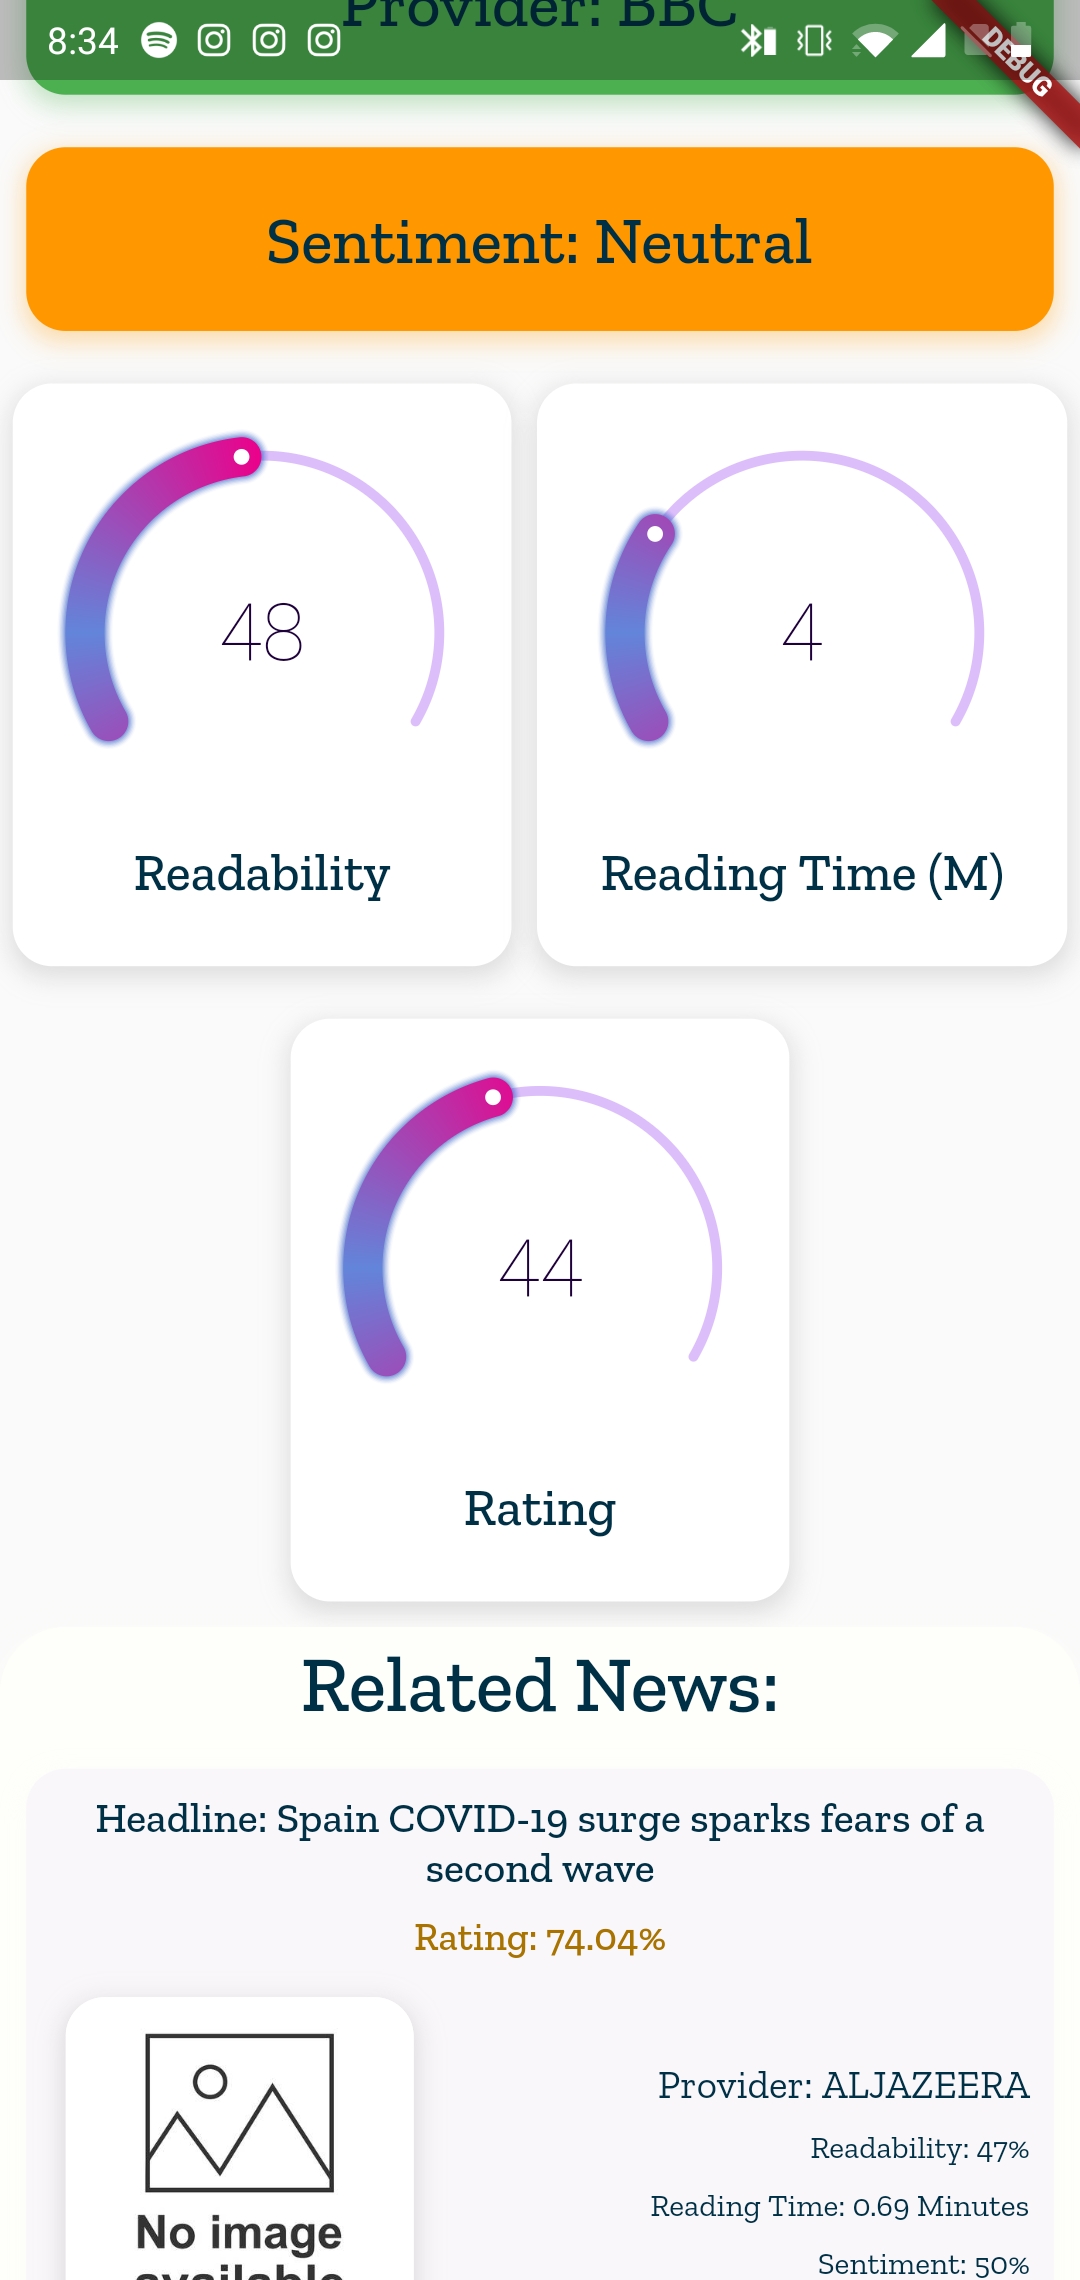 Provider: BBC
8:34
DEBUG
Sentiment: Neutral
48
4
Readability
Reading Time (M)
44
Rating
Related News:
Headline: Spain COVID-19 surge sparks fears of a
second wave
Rating: 74.04%
Provider: ALJAZEERA
Readability: 47%
Reading Time: 0.69 Minutes
No image
available
Sentiment: 50%